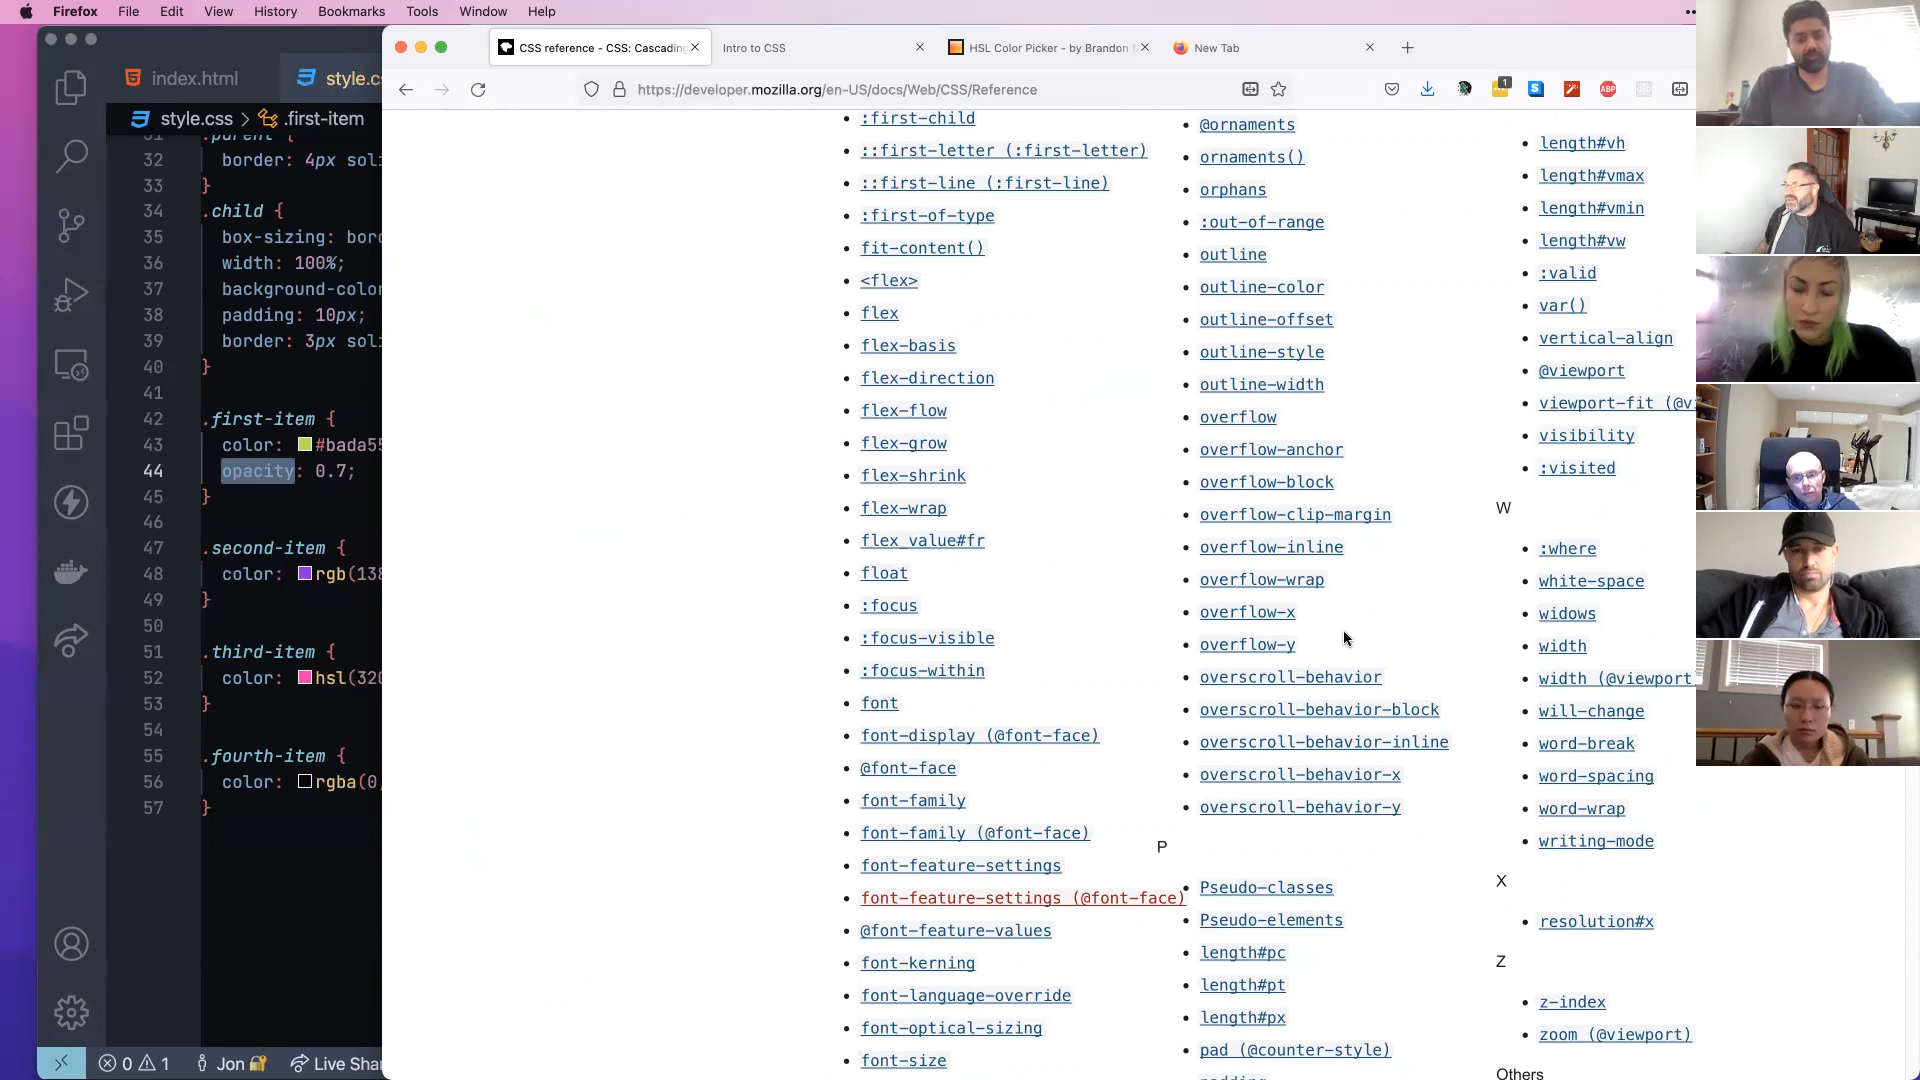 Firefox File Edit View History Bookmarks Tools Window Help
index.html
style.cs
style.css > .first-item
.parent {
32 border: 4px soli
33 }
34 .child {
35 box-sizing: bord
36 width: 100%;
37 background-color
38 padding: 10px;
39 border: 3px soli
40 }
41
42 .first-item {
43 color: #bada55
44 opacity: 0.7;
45 }
46
47 .second-item {
48 color: rgb(138
49 }
50
51 .third-item {
52 color: hsl(320
53 }
54
55 .fourth-item {
56 color: rgba(0,
57 }
0 1 Jon Live Shar
CSS reference - CSS: Cascading
Intro to CSS
HSL Color Picker - by Brandon
New Tab
https://developer.mozilla.org/en-US/docs/Web/CSS/Reference
1
S
ABP
:first-child
::first-letter (:first-letter)
::first-line (:first-line)
:first-of-type
fit-content()
<flex>
flex
flex-basis
flex-direction
flex-flow
flex-grow
flex-shrink
flex-wrap
flex_value#fr
float
:focus
:focus-visible
:focus-within
font
font-display (@font-face)
@font-face
font-family
font-family (@font-face)
font-feature-settings
font-feature-settings (@font-face)
@font-feature-values
font-kerning
font-language-override
font-optical-sizing
font-size
@ornaments
ornaments()
orphans
:out-of-range
outline
outline-color
outline-offset
outline-style
outline-width
overflow
overflow-anchor
overflow-block
overflow-clip-margin
overflow-inline
overflow-wrap
overflow-x
overflow-y
overscroll-behavior
overscroll-behavior-block
overscroll-behavior-inline
overscroll-behavior-x
overscroll-behavior-y
P
Pseudo-classes
Pseudo-elements
length#pc
length#pt
length#px
pad (@counter-style)
padding
length#vh
length#vmax
length#vmin
length#vw
:valid
var()
vertical-align
@viewport
viewport-fit (@v
visibility
:visited
W
:where
white-space
widows
width
width (@viewport
will-change
word-break
word-spacing
word-wrap
writing-mode
X
resolution#x
Z
z-index
zoom (@viewport)
Others